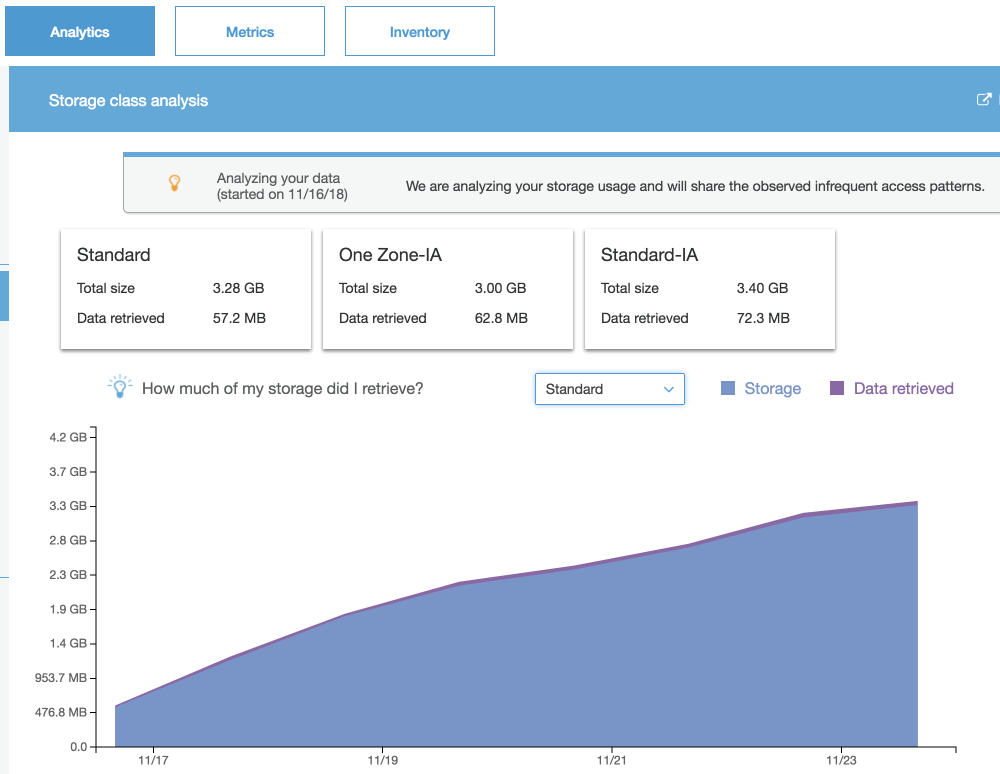 Analytics
Metrics
Inventory
Storage class analysis
Analyzing your data
(started on 11/16/18)
We are analyzing your storage usage and will share the observed infrequent access patterns.
Standard
Total size 3.28 GB
Data retrieved 57.2 MB
One Zone-IA
Total size 3.00 GB
Data retrieved 62.8 MB
Standard-IA
Total size 3.40 GB
Data retrieved 72.3 MB
How much of my storage did I retrieve?
Standard
Storage
Data retrieved
4.2 GB
3.7 GB
3.3 GB
2.8 GB
2.3 GB
1.9 GB
1.4 GB
953.7 MB
476.8 MB
0.0
11/17
11/19
11/21
11/23